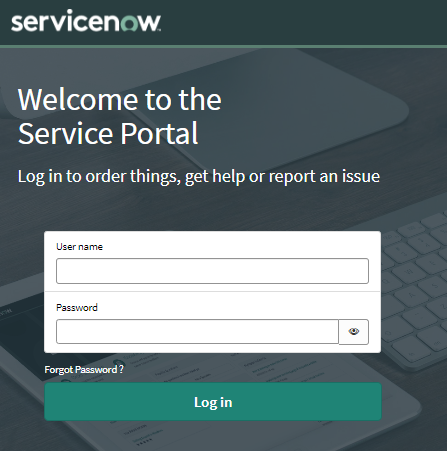 servicenow
Welcome to the
Service Portal
Log in to order things, get help or report an issue
User name
Password
Forgot Password ?
Log in